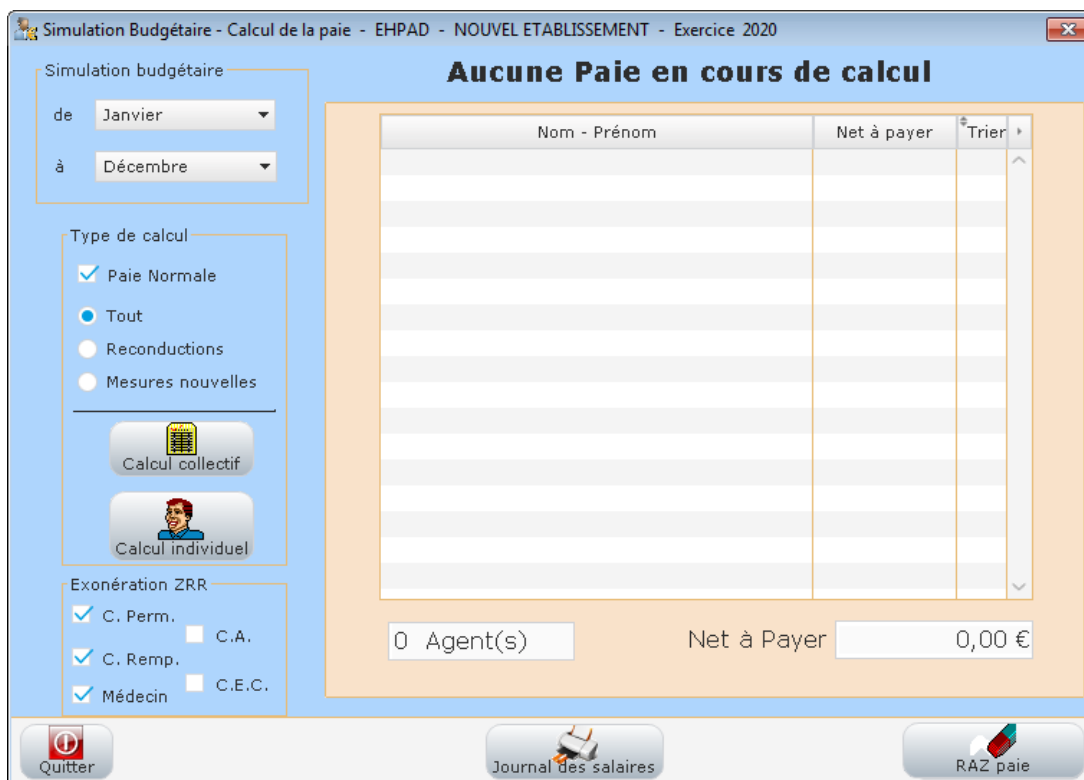 Simulation Budgétaire - Calcul de la paie - EHPAD - NOUVEL ETABLISSEMENT - Exercice 2020
Simulation budgétaire
de Janvier
à Décembre
Aucune Paie en cours de calcul
Nom - Prénom Net à payer Trier
Type de calcul
Paie Normale
Tout
Reconductions
Mesures nouvelles
Calcul collectif
Calcul individuel
Exonération ZRR
C. Perm.
C.A.
C. Remp.
C.E.C.
Médecin
0 Agent(s) Net à Payer 0,00 €
Quitter Journal des salaires RAZ paie